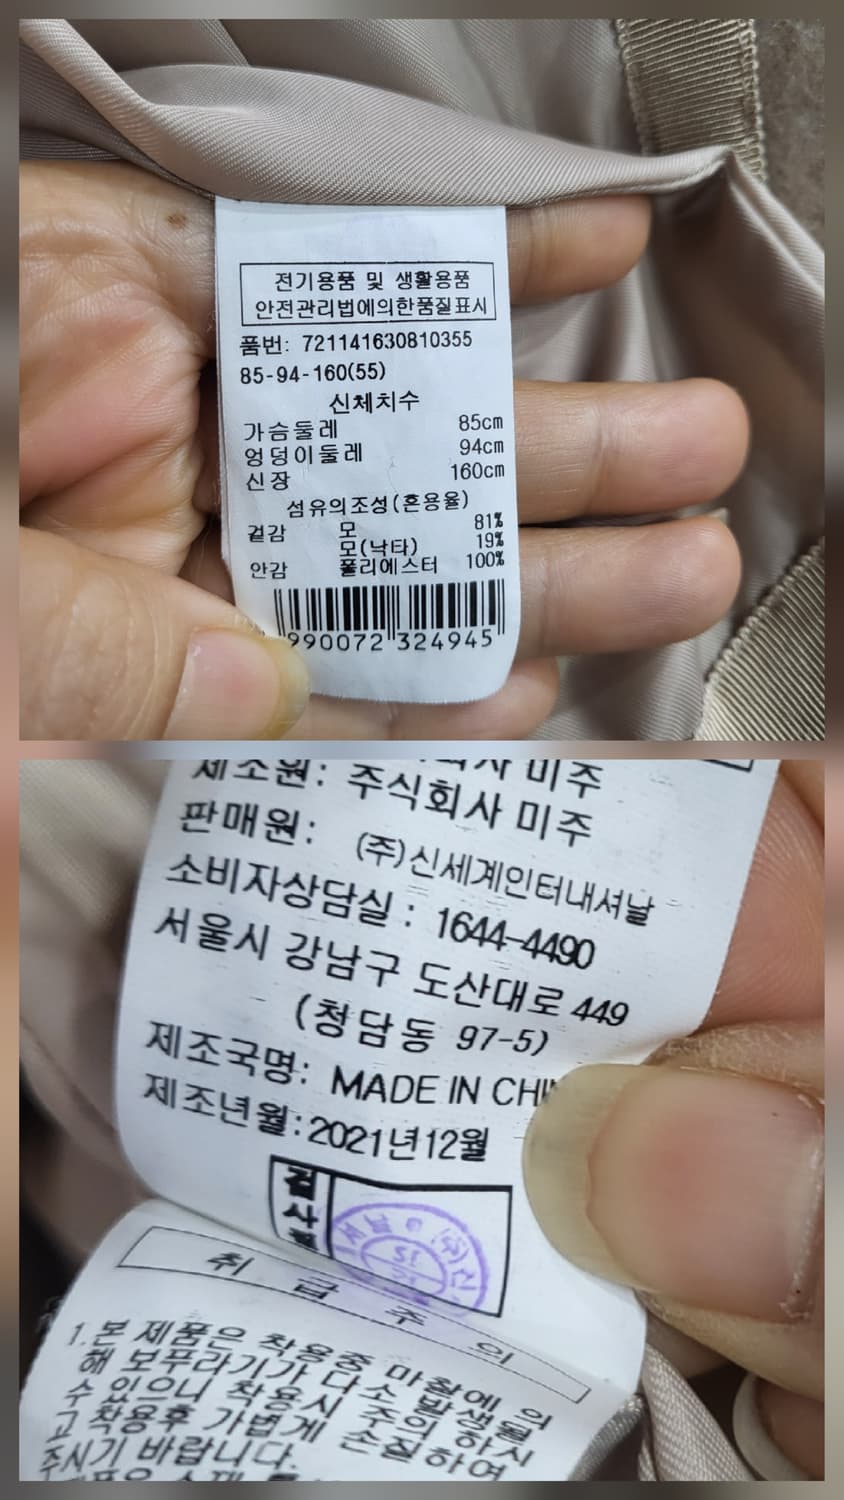 전기용품 및 생활용품
안전관리법에의한품질표시
품번: 721141630810355
85-94-160(55)
신체치수
가슴둘레 85cm
엉덩이둘레 94cm
신장 160cm
섬유의조성(혼용율)
겉감 모 81%
모(낙타) 19%
안감 폴리에스터 100%
990072 324945
미주
제조원: 주식회사 미주
판매원: (주)신세계인터내셔날
소비자상담실 : 1644-4490
서울시 강남구 도산대로 449
(청담동 97-5)
제조국명: MADE IN
제조년월:2021년12월
검사
취급주의
1.본 제품은 착용중 마찰에 의
해 보푸라기가 다소 발생될
수 있으니 착용시 주의 하시
고 착용후 가볍게 손질하여
주시기 바랍니다.